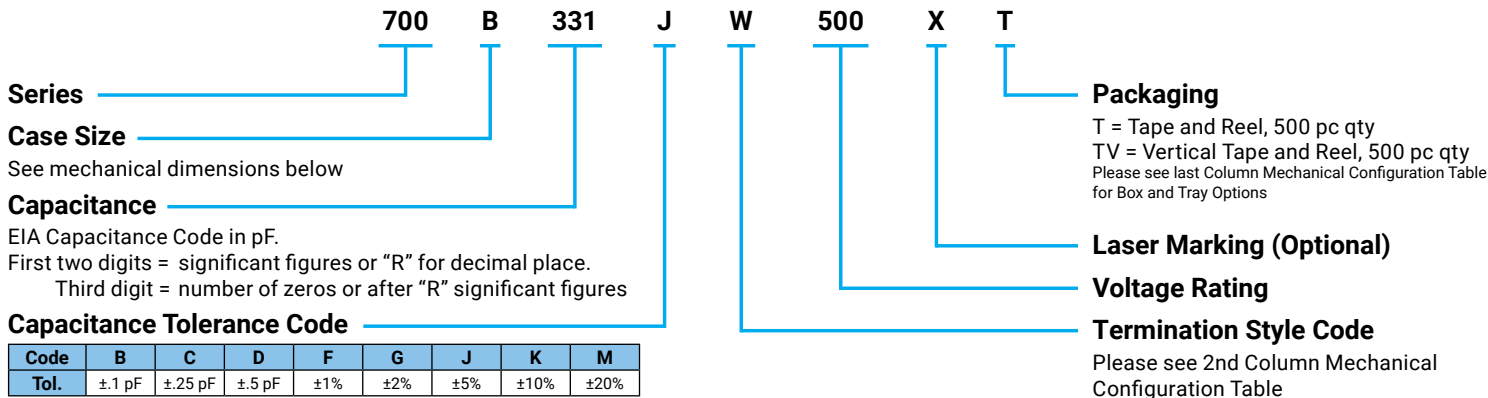 700 B 331 J W 500 X T
Series
Case Size
See mechanical dimensions below
Capacitance
EIA Capacitance Code in pF.
First two digits = significant figures or “R” for decimal place.
Third digit = number of zeros or after “R” significant figures
Capacitance Tolerance Code
Code B C D F G J K M
Tol. ±.1 pF ±.25 pF ±.5 pF ±1% ±2% ±5% ±10% ±20%
Packaging
T = Tape and Reel, 500 pc qty
TV = Vertical Tape and Reel, 500 pc qty
Please see last Column Mechanical Configuration Table
for Box and Tray Options
Laser Marking (Optional)
Voltage Rating
Termination Style Code
Please see 2nd Column Mechanical
Configuration Table